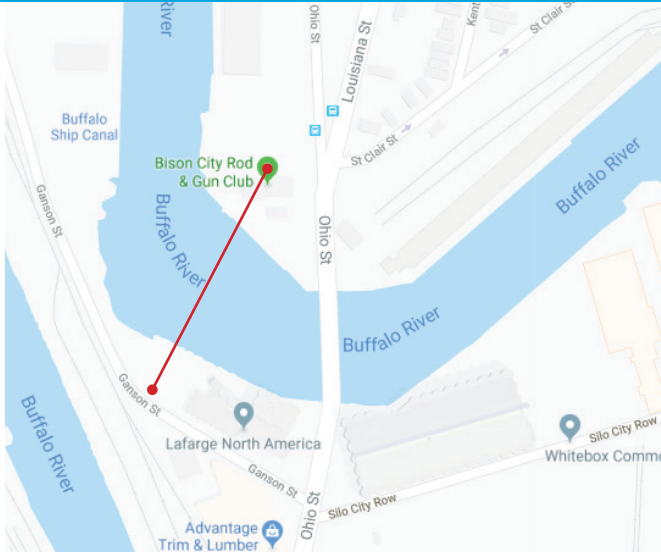 River
Ohio St
Kent
St Clair St
Louisiana St
Buffalo
Ship Canal
St Clair St
Bison City Rod
& Gun Club
Buffalo River
Ganson St
Buffalo River
Ohio St
Buffalo River
Ganson St
Buffalo River
Lafarge North America
Silo City Row
Whitebox Commo
Ganson St
Silo City Row
Ohio St
Advantage
Trim & Lumber